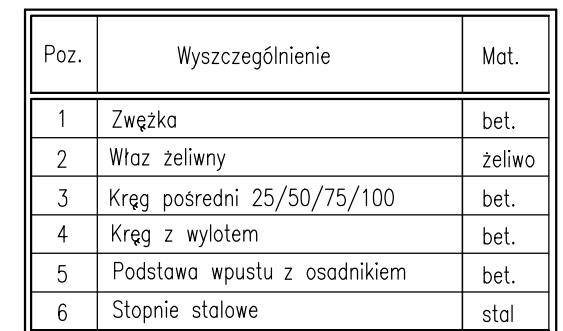 Poz. Wyszczególnienie Mat.
1 Zwężka bet.
2 Właz żeliwny żeliwo
3 Kręg pośredni 25/50/75/100 bet.
4 Kręg z wylotem bet.
5 Podstawa wpustu z osadnikiem bet.
6 Stopnie stalowe stal